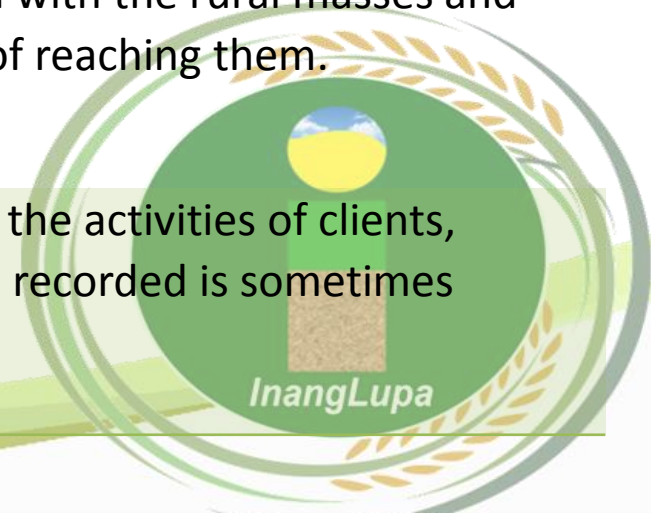 with the rural masses and
of reaching them.
the activities of clients,
recorded is sometimes
InangLupa